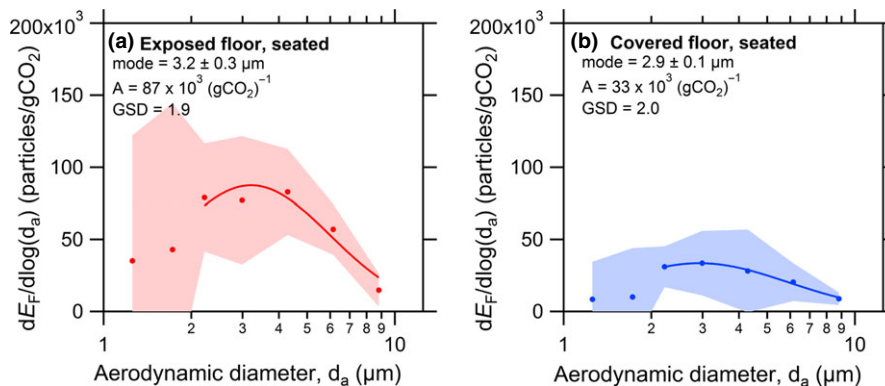 200x10³
(a) Exposed floor, seated
mode = 3.2 ± 0.3 µm
A = 87 x 10³ (gCO₂)⁻¹
GSD = 1.9
150
100
50
0
dE_F/dlog(d_a) (particles/gCO₂)
1 2 3 4 5 6 7 8 9 10
Aerodynamic diameter, d_a (µm)
200x10³
(b) Covered floor, seated
mode = 2.9 ± 0.1 µm
A = 33 x 10³ (gCO₂)⁻¹
GSD = 2.0
150
100
50
0
dE_F/dlog(d_a) (particles/gCO₂)
1 2 3 4 5 6 7 8 9 10
Aerodynamic diameter, d_a (µm)